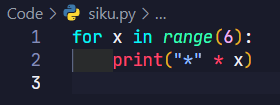 Code > siku.py > ...
1 for x in range(6):
2     print("*" * x)
3